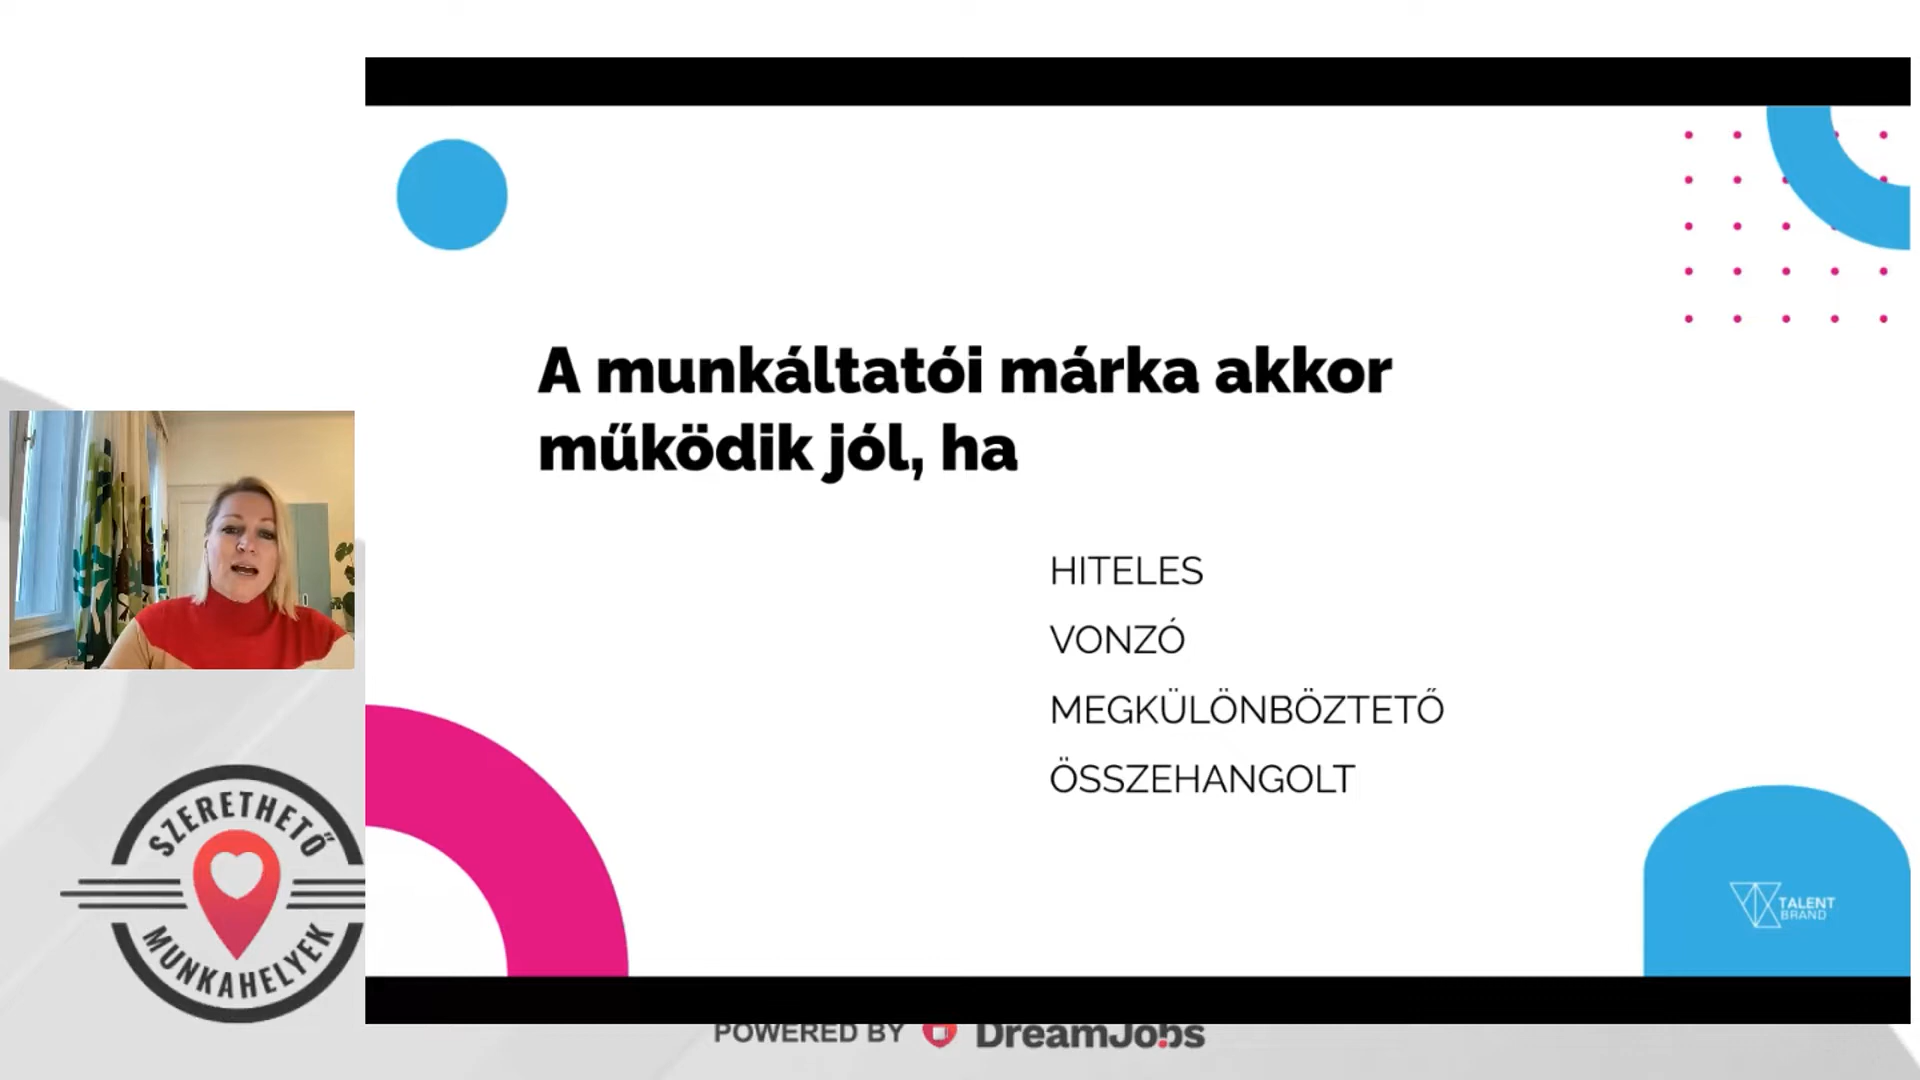 A munkáltatói márka akkor
működik jól, ha
HITELES
VONZÓ
MEGKÜLÖNBÖZTETŐ
ÖSSZEHANGOLT
SZERETHETŐ
MUNKAHELYEK
TALENT
BRAND
POWERED BY DreamJobs